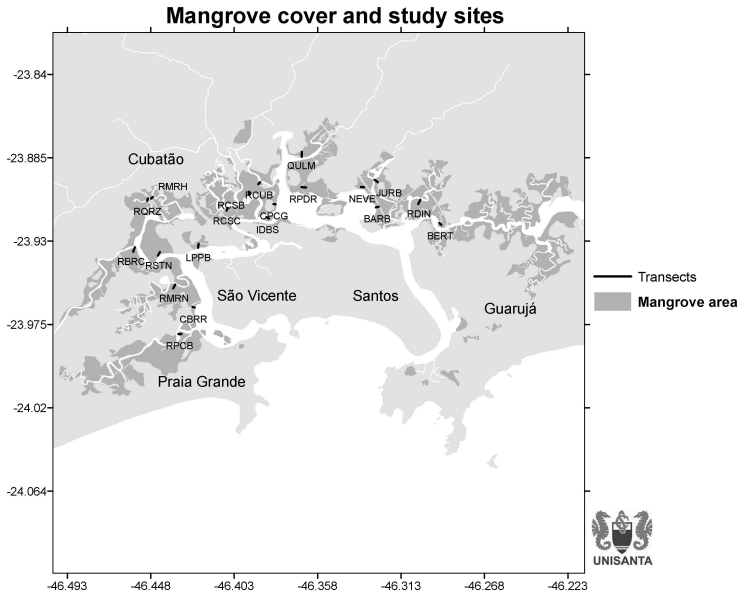 Mangrove cover and study sites
-23.84
-23.885
-23.93
-23.975
-24.02
-24.064
-46.493
-46.448
-46.403
-46.358
-46.313
-46.268
-46.223
Cubatão
QULM
RMRH
RQRZ
RCUB
RCSB
RCSC
CPCG
IDBS
RPDR
NEVE
JURB
BARB
RDIN
BERT
RBRC
RSTN
LPPB
RMRN
CBRR
RPCB
São Vicente
Santos
Guarujá
Praia Grande
Transects
Mangrove area
UNISANTA